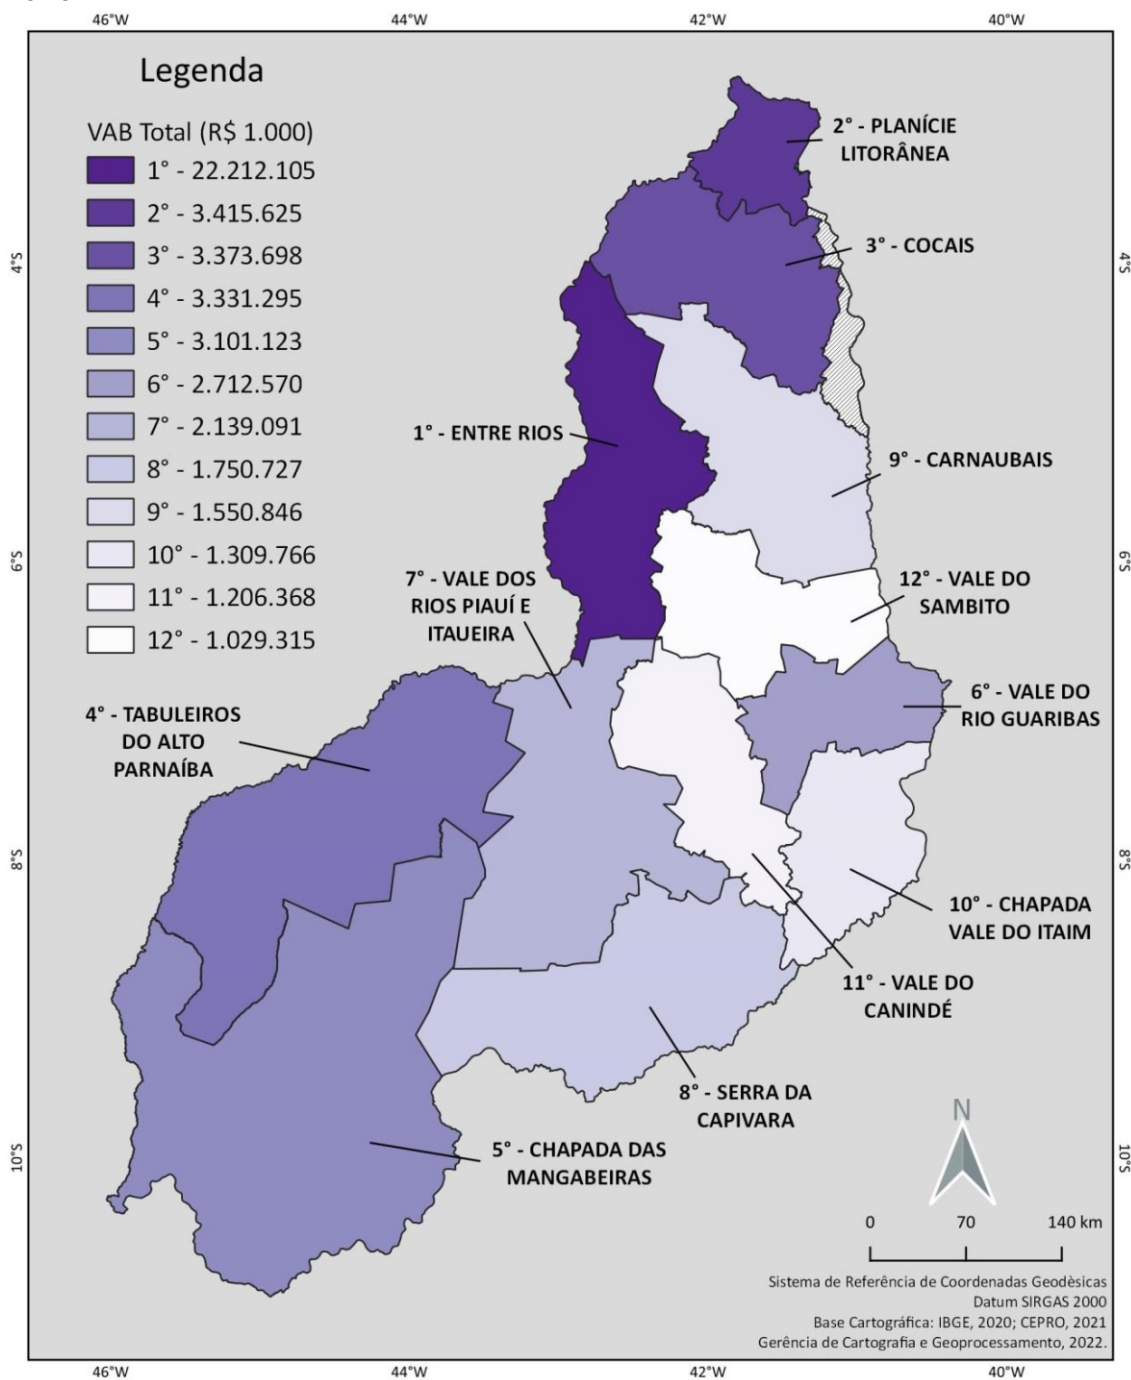 46°W 44°W 42°W 40°W
Legenda
VAB Total (R$ 1.000)
1° - 22.212.105
2° - 3.415.625
3° - 3.373.698
4° - 3.331.295
5° - 3.101.123
6° - 2.712.570
7° - 2.139.091
8° - 1.750.727
9° - 1.550.846
10° - 1.309.766
11° - 1.206.368
12° - 1.029.315
2° - PLANÍCIE
LITORÂNEA
3° - COCAIS
4°S 4°S
1° - ENTRE RIOS
9° - CARNAUBAIS
6°S 6°S
7° - VALE DOS
RIOS PIAUÍ E
ITAUEIRA
12° - VALE DO
SAMBITO
4° - TABULEIROS
DO ALTO
PARNAÍBA
6° - VALE DO
RIO GUARIBAS
8°S 8°S
10° - CHAPADA
VALE DO ITAIM
11° - VALE DO
CANINDÉ
8° - SERRA DA
CAPIVARA
5° - CHAPADA DAS
MANGABEIRAS
10°S 10°S
N
0 70 140 km
Sistema de Referência de Coordenadas Geodèsicas
Datum SIRGAS 2000
Base Cartográfica: IBGE, 2020; CEPRO, 2021
Gerência de Cartografia e Geoprocessamento, 2022.
46°W 44°W 42°W 40°W